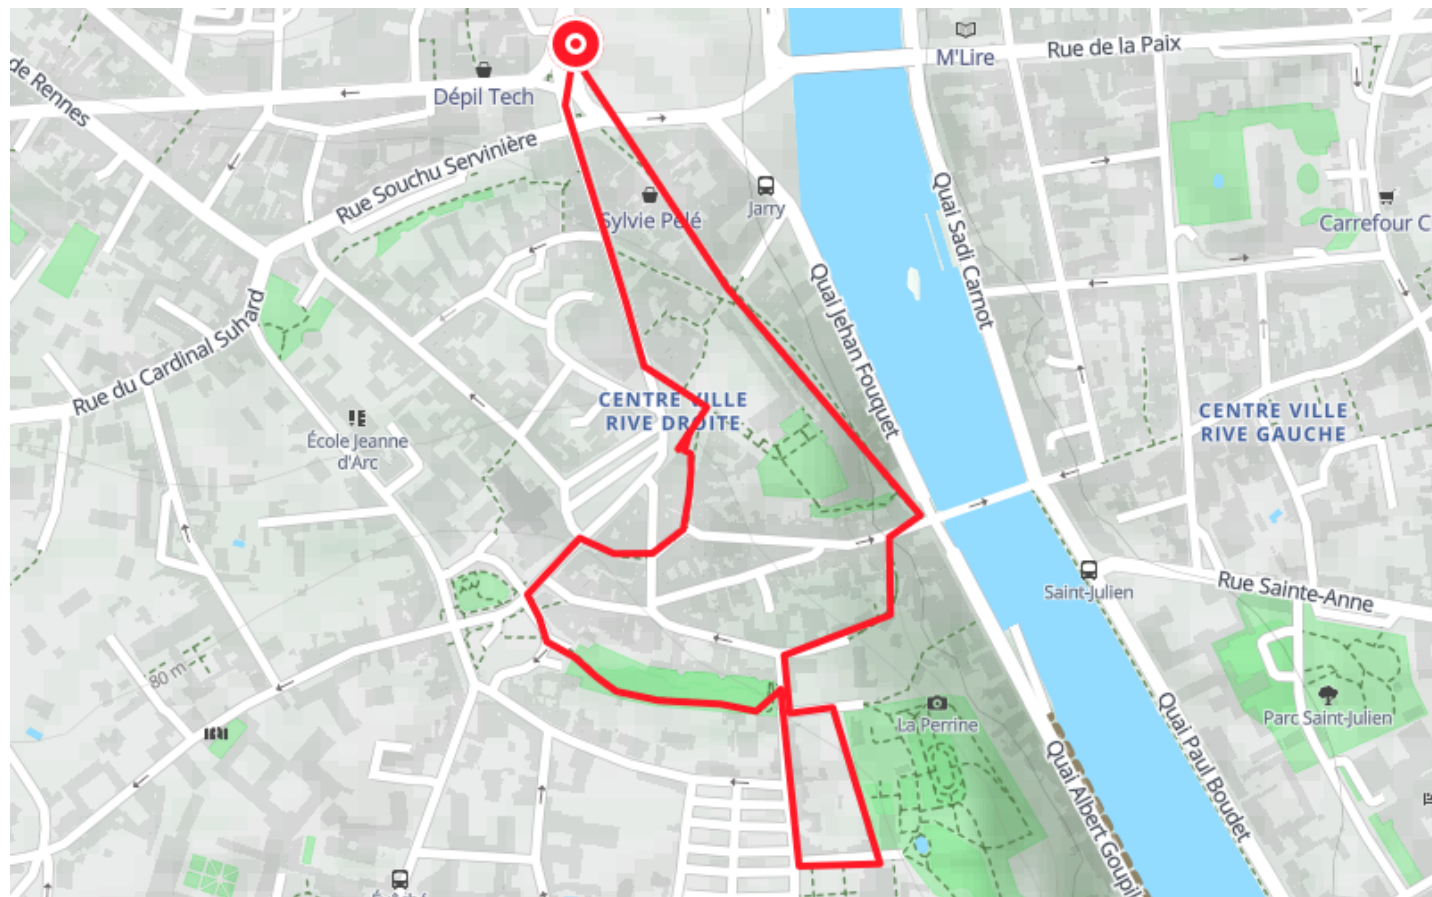 M'Lire
Rue de la Paix
de Rennes
Dépil Tech
Rue Souchu Servinière
Sylvie Pelé
Jarry
Quai Sadi Carnot
Carrefour C
Quai Jehan Fouquet
Rue du Cardinal Suhard
CENTRE VILLE
RIVE DROITE
CENTRE VILLE
RIVE GAUCHE
École Jeanne
d'Arc
Saint-Julien
Rue Sainte-Anne
80 m
La Perrine
Parc Saint-Julien
Quai Paul Boudet
Quai Albert Goupil